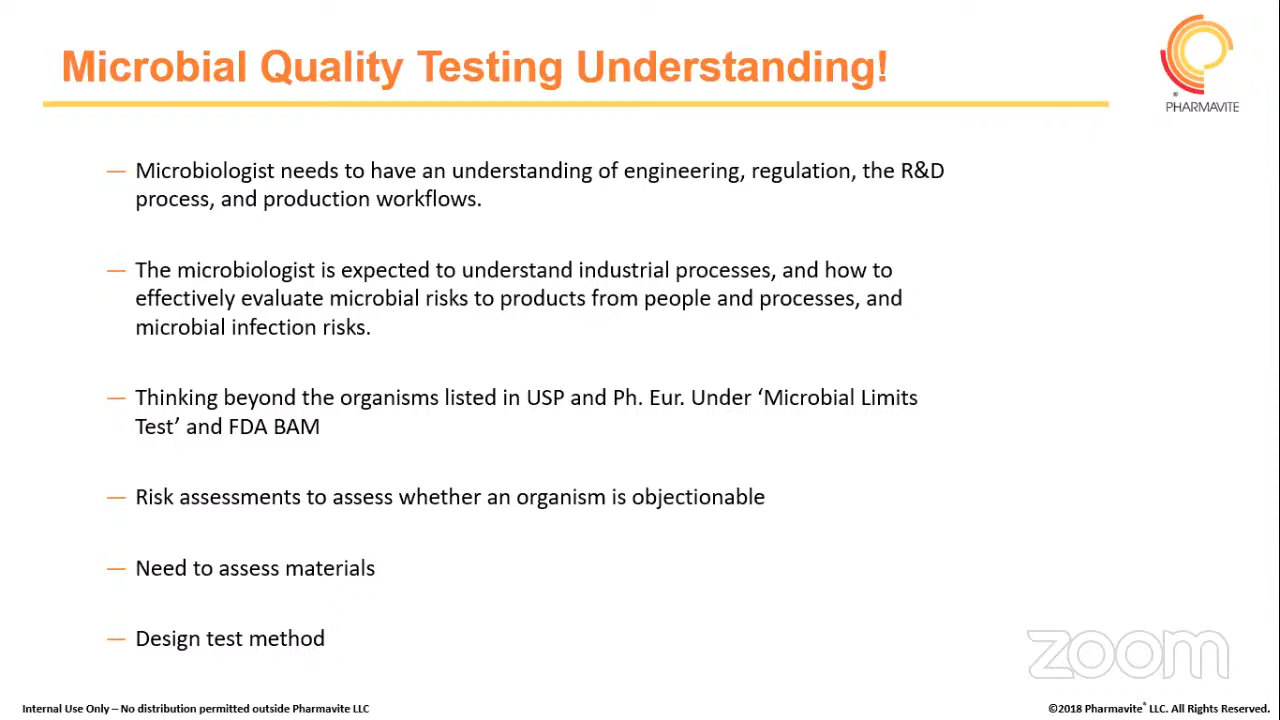 Microbial Quality Testing Understanding!
PHARMAVITE
— Microbiologist needs to have an understanding of engineering, regulation, the R&D
process, and production workflows.
— The microbiologist is expected to understand industrial processes, and how to
effectively evaluate microbial risks to products from people and processes, and
microbial infection risks.
— Thinking beyond the organisms listed in USP and Ph. Eur. Under ‘Microbial Limits
Test’ and FDA BAM
— Risk assessments to assess whether an organism is objectionable
— Need to assess materials
— Design test method
zoom
Internal Use Only – No distribution permitted outside Pharmavite LLC
©2018 Pharmavite® LLC. All Rights Reserved.